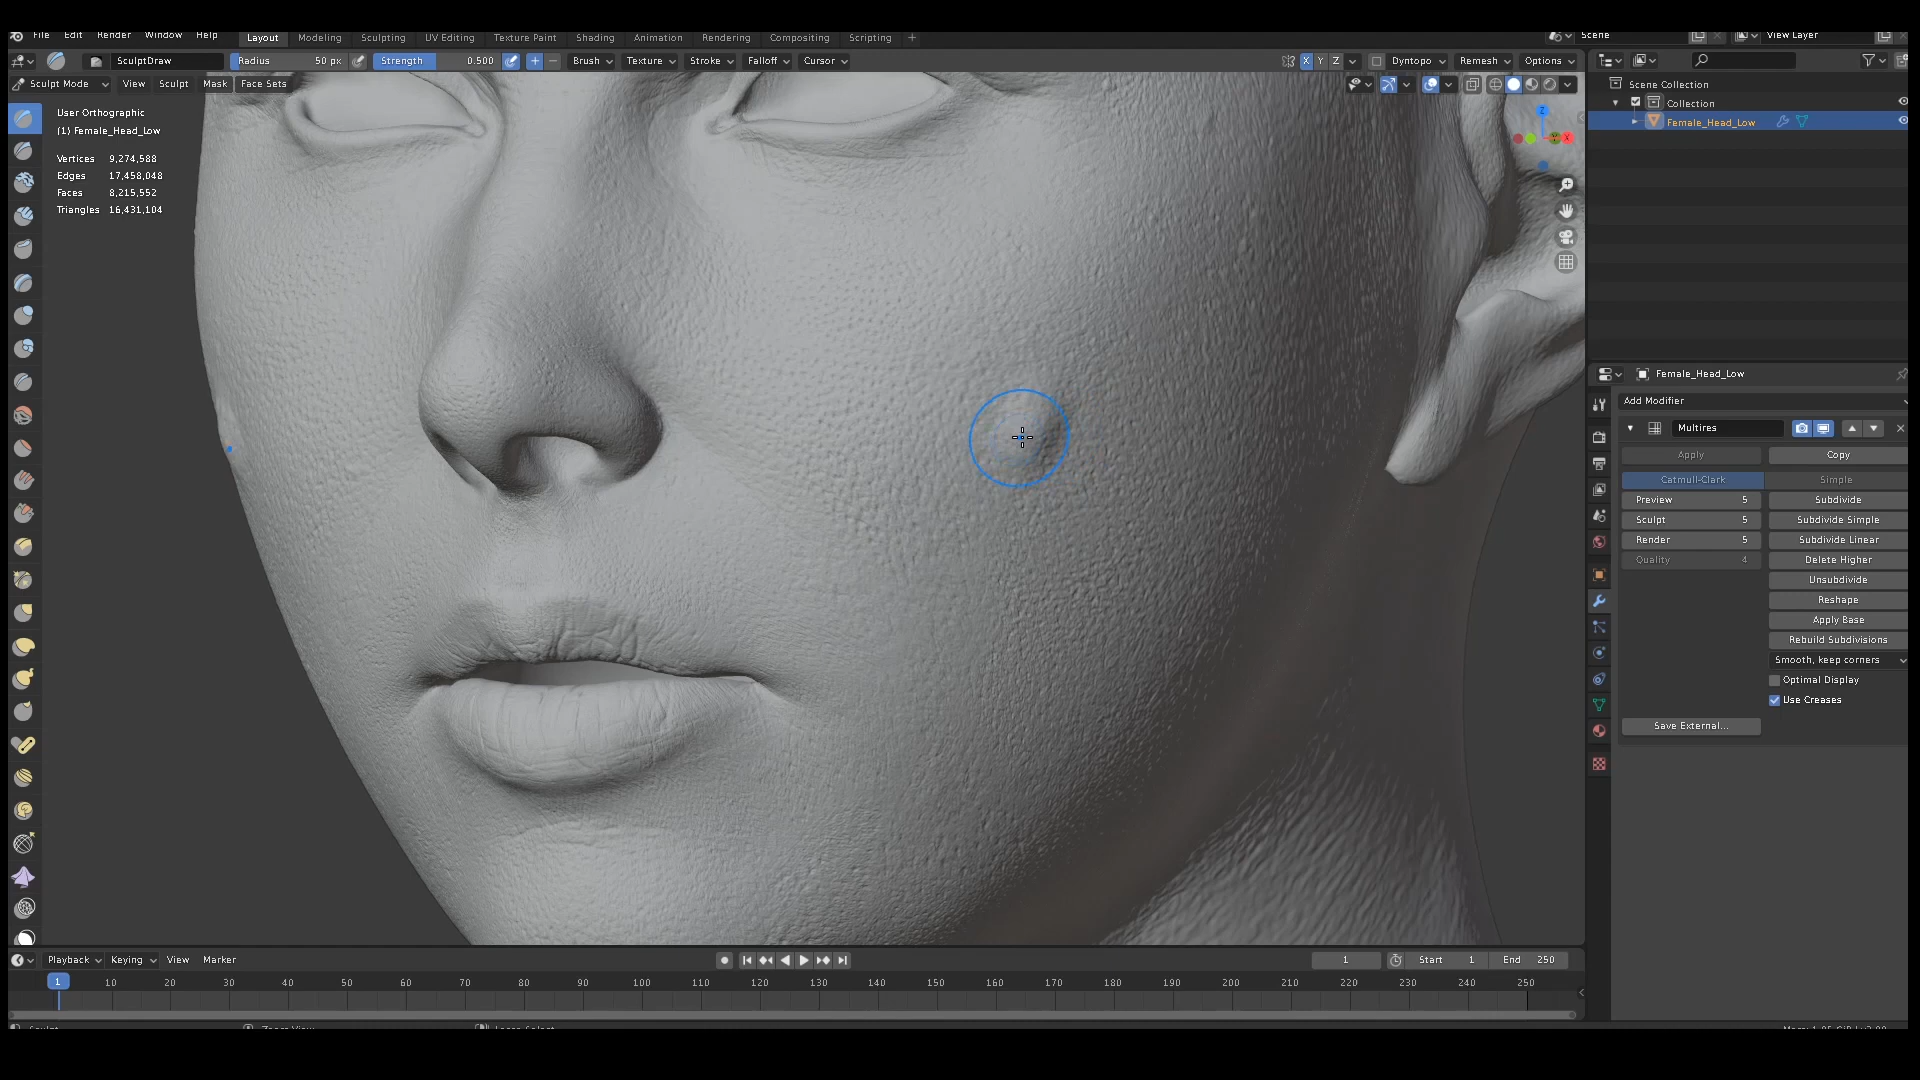 File Edit Render Window Help Layout Modeling Sculpting UV Editing Texture Paint Shading Animation Rendering Compositing Scripting + Scene View Layer
SculptDraw Radius 50 px Strength 0.500 Brush Texture Stroke Falloff Cursor X Y Z Dyntopo Remesh Options
Sculpt Mode View Sculpt Mask Face Sets
Scene Collection
Collection
Female_Head_Low
User Orthographic
(1) Female_Head_Low
Vertices 9,274,588
Edges 17,458,048
Faces 8,215,552
Triangles 16,431,104
Z
X
Female_Head_Low
Add Modifier
Multires
Apply Copy
Catmull-Clark Simple
Preview 5 Subdivide
Sculpt 5 Subdivide Simple
Render 5 Subdivide Linear
Quality 4 Delete Higher
Unsubdivide
Reshape
Apply Base
Rebuild Subdivisions
Smooth, keep corners
Optimal Display
Use Creases
Save External...
Playback Keying View Marker 1 Start 1 End 250
1 10 20 30 40 50 60 70 80 90 100 110 120 130 140 150 160 170 180 190 200 210 220 230 240 250